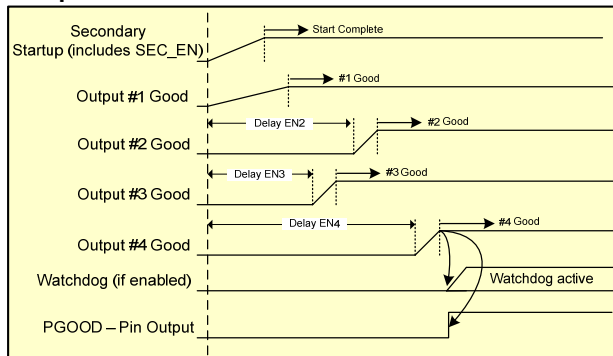 Secondary
Startup (includes SEC_EN)
Start Complete
Output #1 Good
#1 Good
Output #2 Good
Delay EN2
#2 Good
Output #3 Good
Delay EN3
#3 Good
Output #4 Good
Delay EN4
#4 Good
Watchdog (if enabled)
Watchdog active
PGOOD – Pin Output